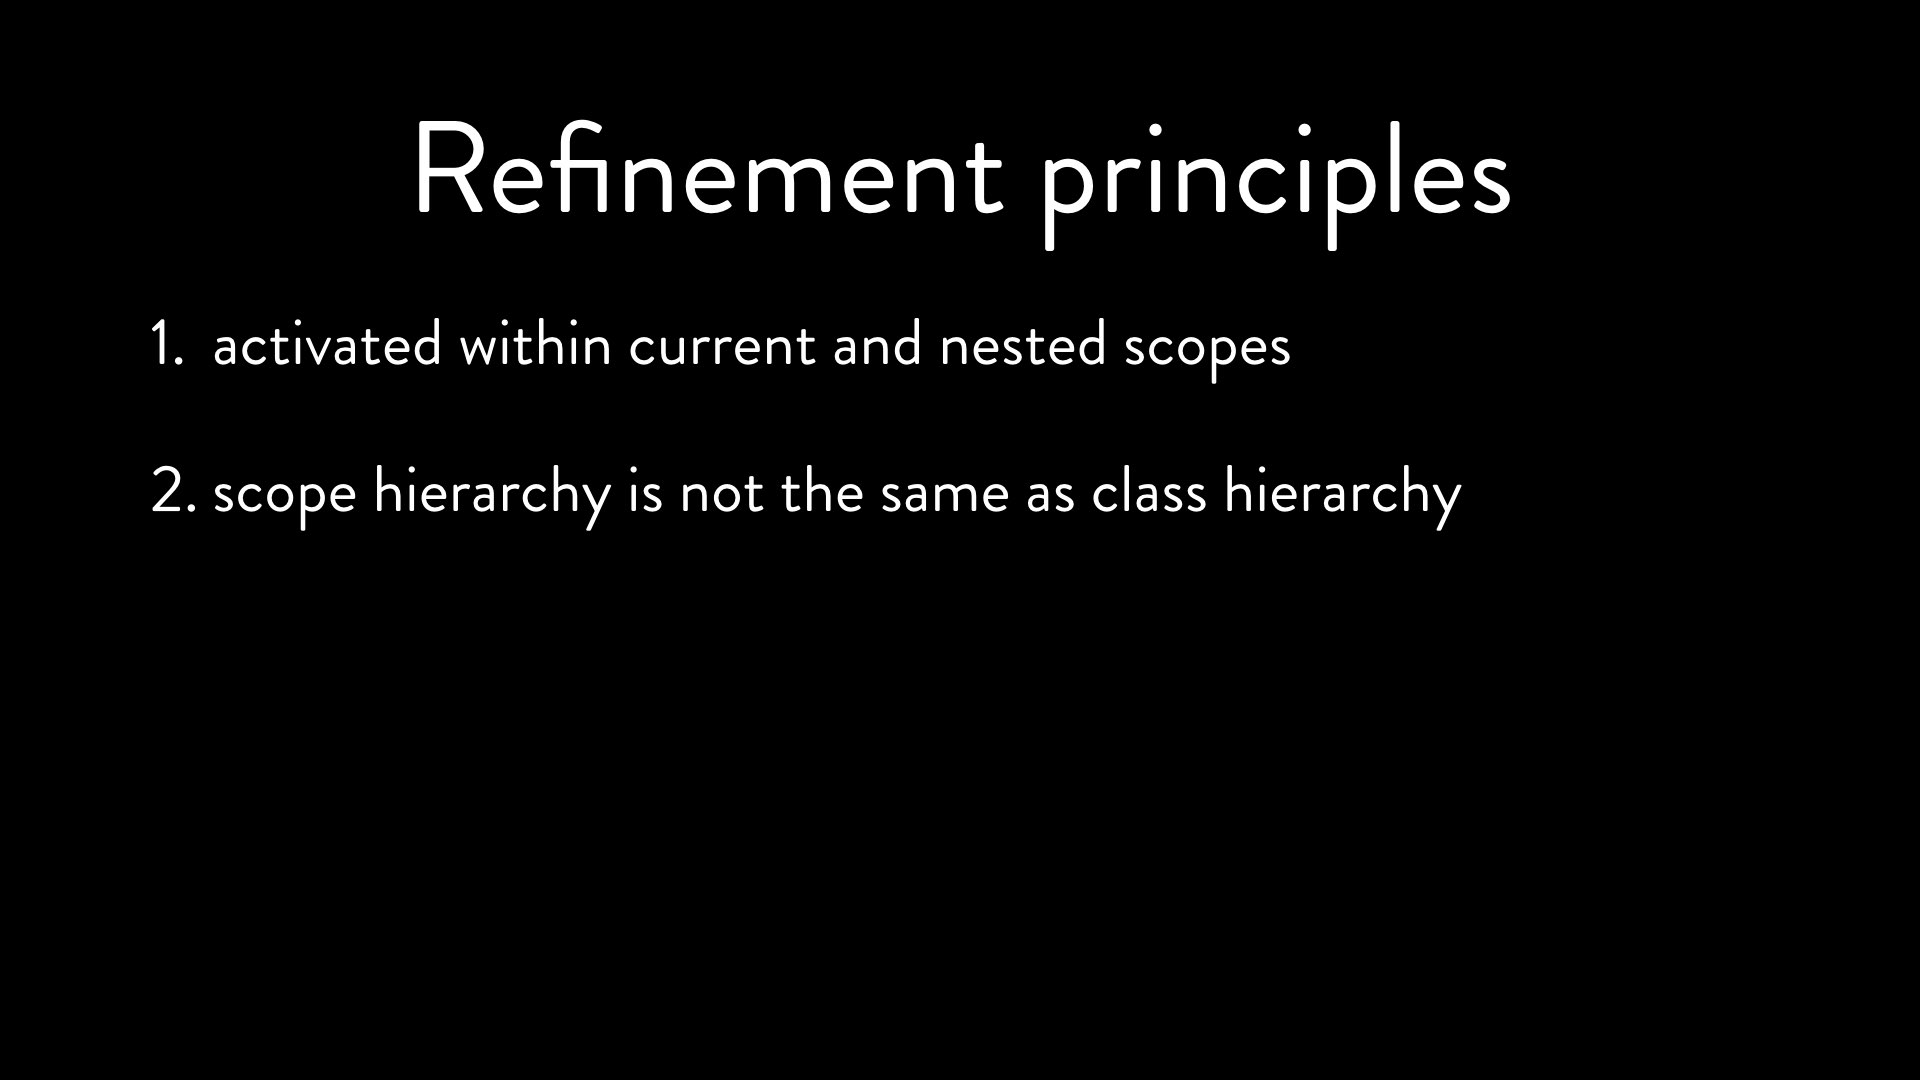 Refinement principles
1. activated within current and nested scopes
2. scope hierarchy is not the same as class hierarchy